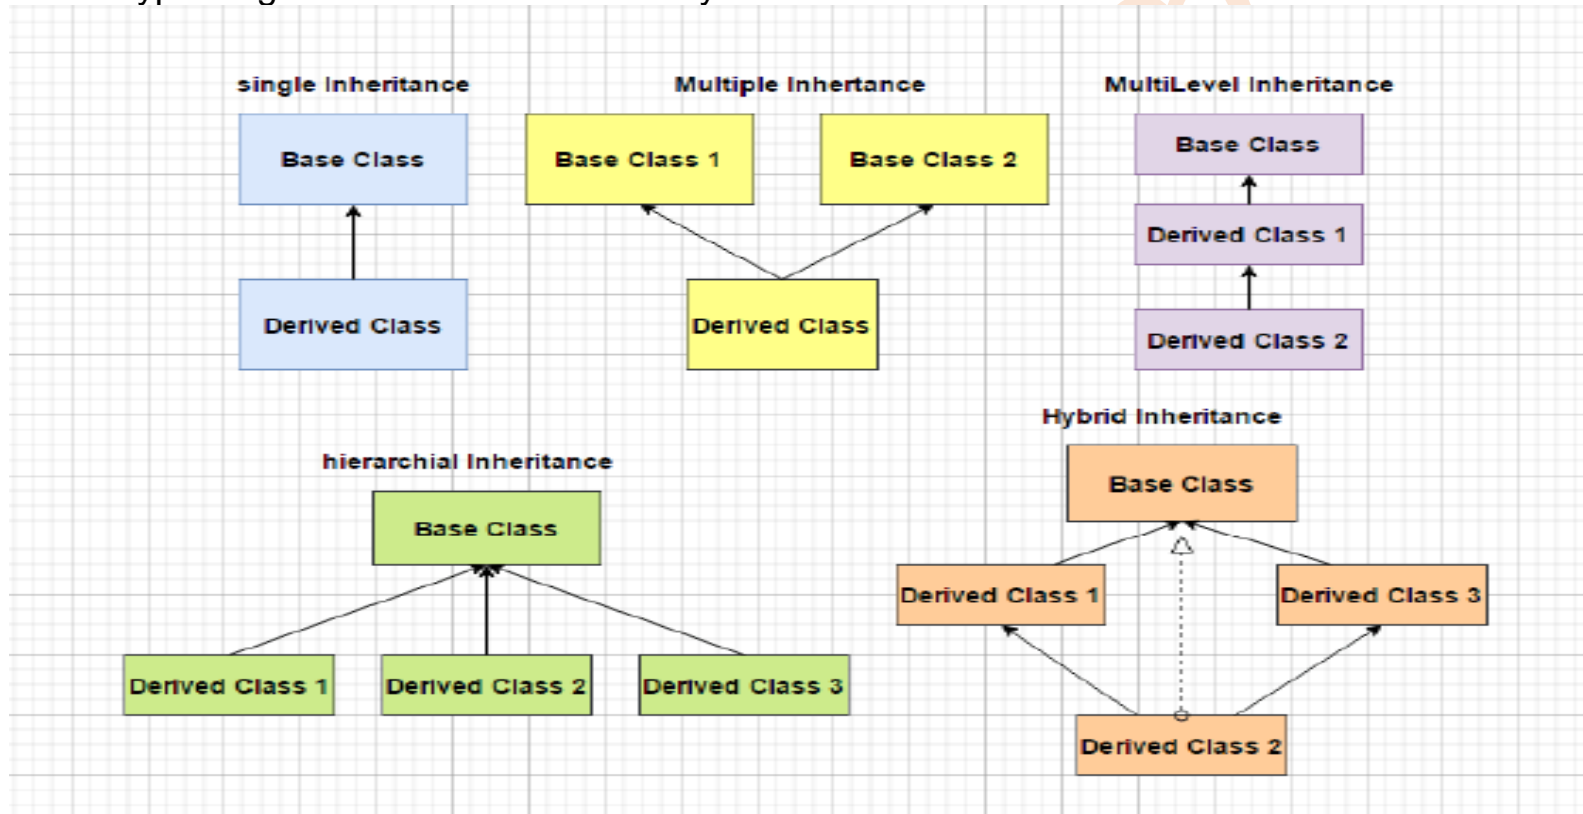 single Inheritance
Multiple Inhertance
MultiLevel Inheritance
Base Class
Base Class 1
Base Class 2
Base Class
Derived Class 1
Derived Class
Derived Class
Derived Class 2
Hybrid Inheritance
hierarchial Inheritance
Base Class
Base Class
Derived Class 1
Derived Class 3
Derived Class 1
Derived Class 2
Derived Class 3
Derived Class 2